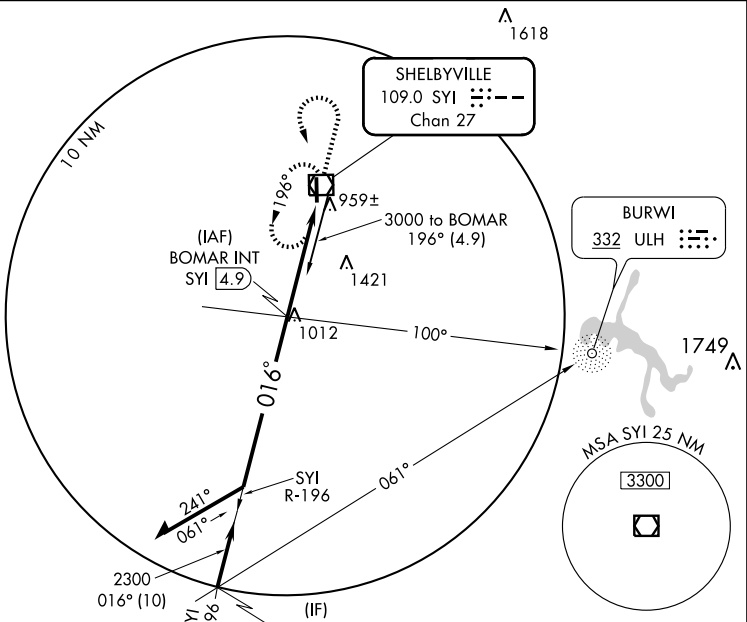 1618
SHELBYVILLE
109.0 SYI
Chan 27
10 NM
196°
959±
3000 to BOMAR
196° (4.9)
BURWI
332 ULH
(IAF)
BOMAR INT
SYI 4.9
1421
1012
100°
1749
016°
MSA SYI 25 NM
3300
SYI
R-196
061°
241°
061°
2300
016° (10)
(IF)